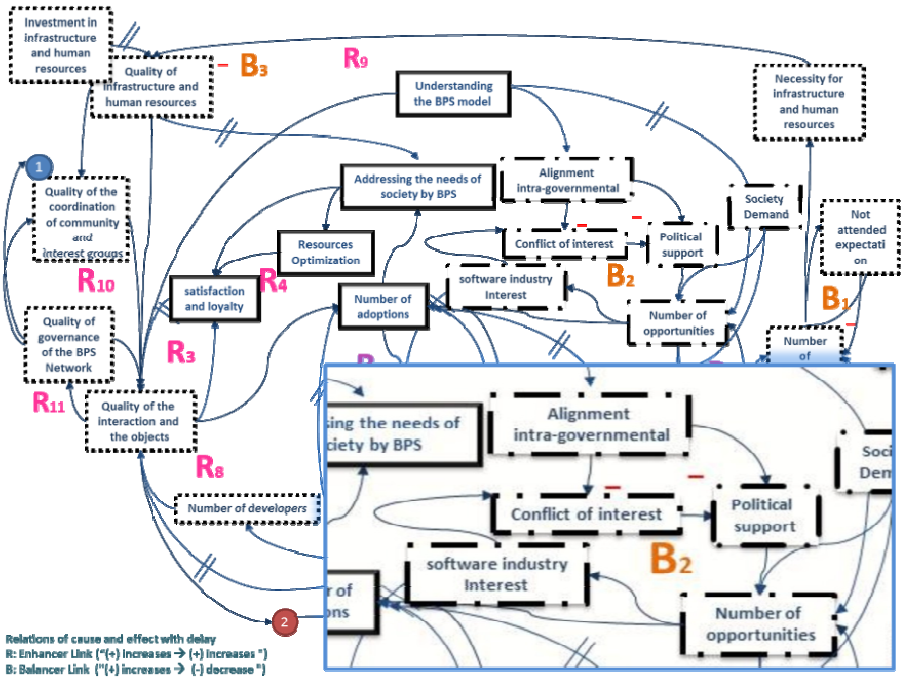 Investment in
infrastructure
and human
resources
Quality of
infrastructure and
human resources
B3
R9
Understanding
the BPS model
Necessity for
infrastructure
and human
resources
1
Quality of the
coordination
of community
and
interest groups
Addressing the needs of
society by BPS
Alignment
intra-governmental
Society
Demand
Not
attended
expectati
on
Resources
Optimization
Conflict of interest
Political
support
B2
R10
R4
satisfaction
and loyalty
software industry
Interest
Number of
adoptions
Number of
opportunities
B1
Quality of
governance
of the BPS
Network
R3
Number
of
R11
Quality of the
interaction and
the objects
R8
Number of developers
2
sing the needs of
ciety by BPS
Alignment
intra-governmental
Soci
Dem
Conflict of interest
Political
support
B2
software industry
Interest
r of
ons
Number of
opportunities
Relations of cause and effect with delay
R: Enhancer Link ("(+) increases → (+) increases ")
B: Balancer Link ("(+) increases → (-) decrease ")